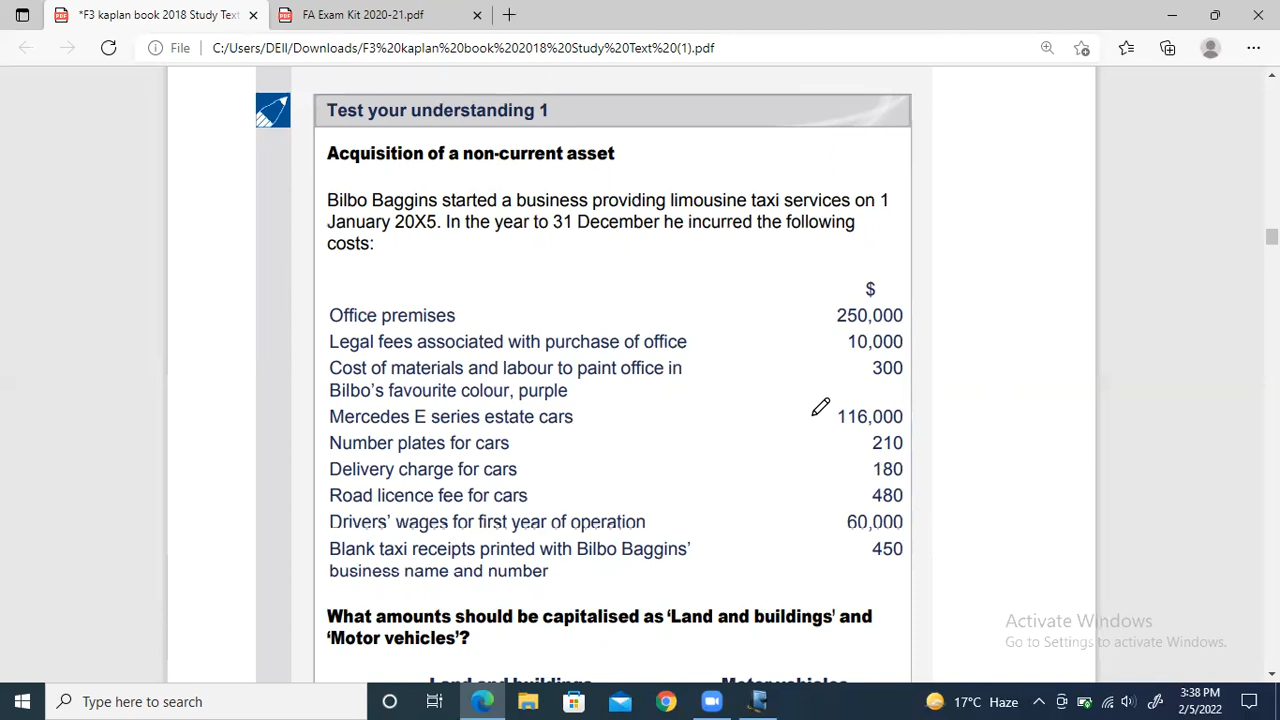 *F3 kaplan book 2018 Study Text
FA Exam Kit 2020-21.pdf
File
C:/Users/DEll/Downloads/F3%20kaplan%20book%202018%20Study%20Text%20(1).pdf
Test your understanding 1
Acquisition of a non-current asset
Bilbo Baggins started a business providing limousine taxi services on 1
January 20X5. In the year to 31 December he incurred the following
costs:
$
Office premises 250,000
Legal fees associated with purchase of office 10,000
Cost of materials and labour to paint office in 300
Bilbo's favourite colour, purple
Mercedes E series estate cars 116,000
Number plates for cars 210
Delivery charge for cars 180
Road licence fee for cars 480
Drivers' wages for first year of operation 60,000
Blank taxi receipts printed with Bilbo Baggins' 450
business name and number
What amounts should be capitalised as 'Land and buildings' and
'Motor vehicles'?
Land and buildings Motor vehicles
Activate Windows
Go to Settings to activate Windows.
Type here to search
17°C Haze
3:38 PM
2/5/2022